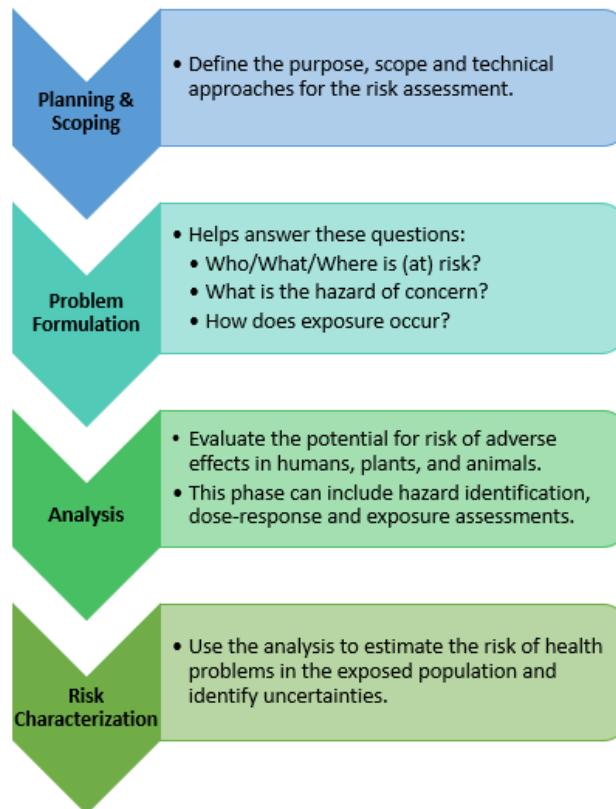 Planning &
Scoping
• Define the purpose, scope and technical
approaches for the risk assessment.
Problem
Formulation
• Helps answer these questions:
• Who/What/Where is (at) risk?
• What is the hazard of concern?
• How does exposure occur?
Analysis
• Evaluate the potential for risk of adverse
effects in humans, plants, and animals.
• This phase can include hazard identification,
dose-response and exposure assessments.
Risk
Characterization
• Use the analysis to estimate the risk of health
problems in the exposed population and
identify uncertainties.